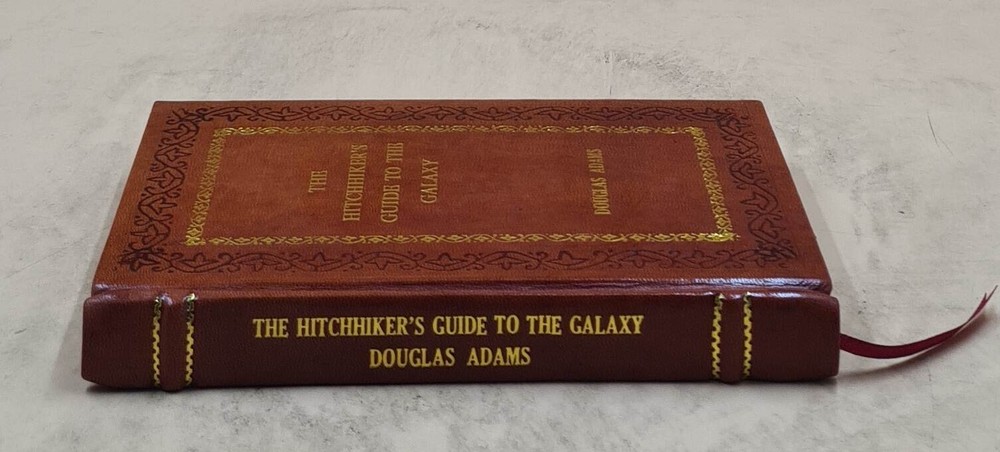 THE
HITCHHIKER'S
GUIDE TO THE
GALAXY
DOUGLAS ADAMS
THE HITCHHIKER'S GUIDE TO THE GALAXY
DOUGLAS ADAMS